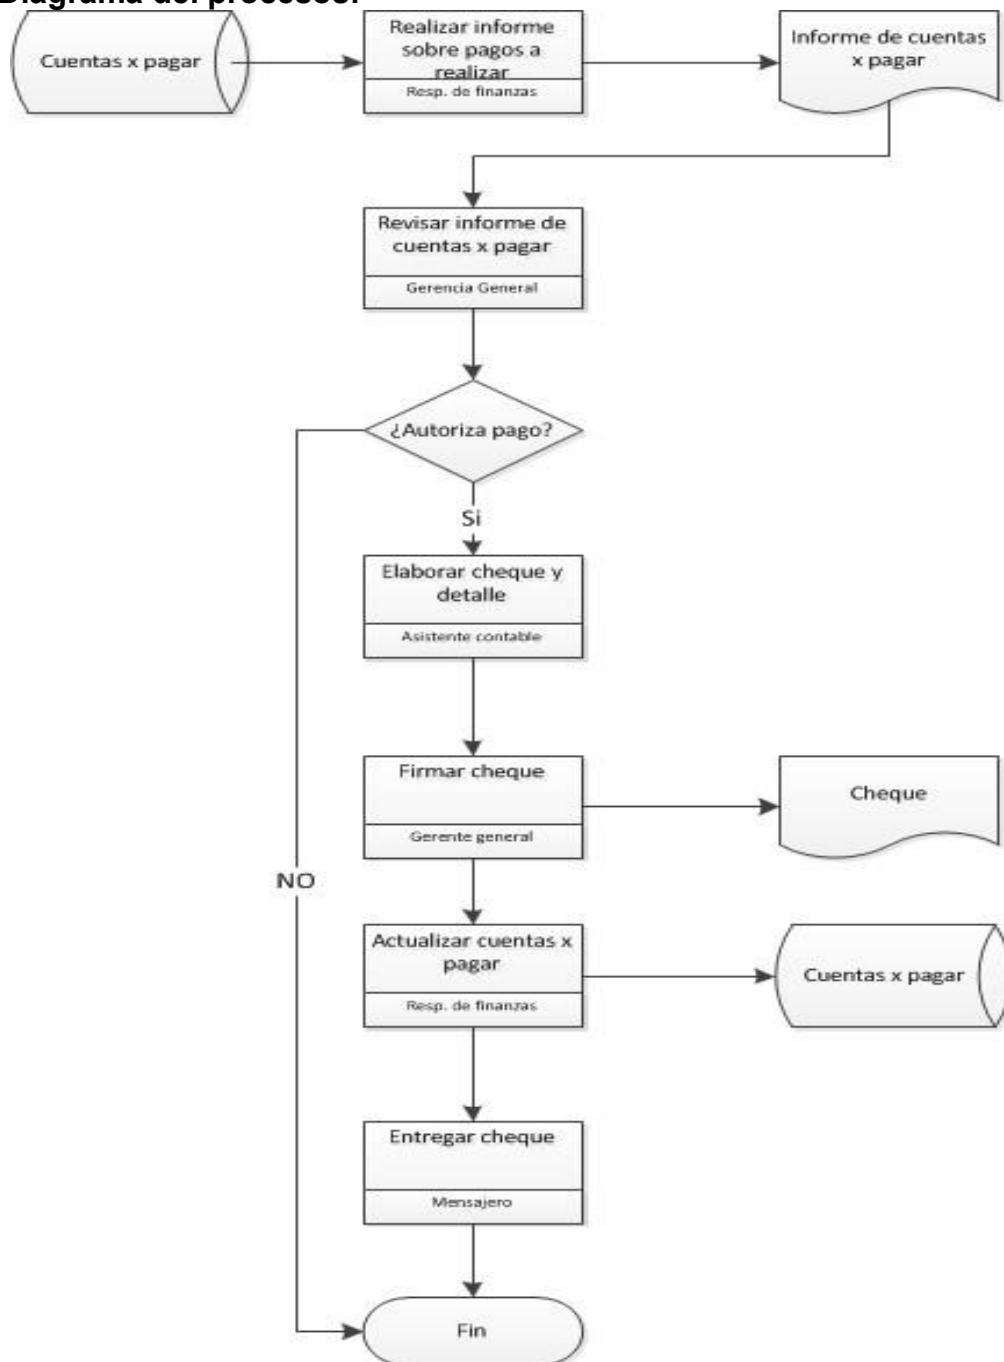 Diagrama del procesos.
Cuentas x pagar
Realizar informe
sobre pagos a
realizar
Resp. de finanzas
Informe de cuentas
x pagar
Revisar informe de
cuentas x pagar
Gerencia General
¿Autoriza pago?
Si
Elaborar cheque y
detalle
Asistente contable
Firmar cheque
Gerente general
Cheque
NO
Actualizar cuentas x
pagar
Resp. de finanzas
Cuentas x pagar
Entregar cheque
Mensajero
Fin